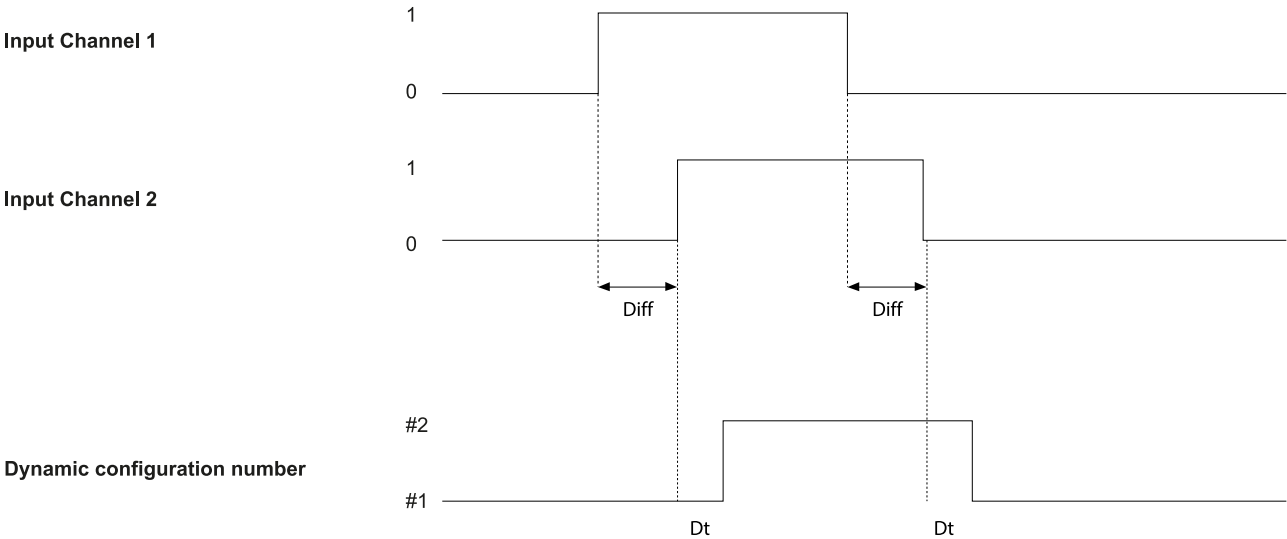 1
Input Channel 1
0
1
Input Channel 2
0
Diff Diff
#2
Dynamic configuration number
#1
Dt Dt